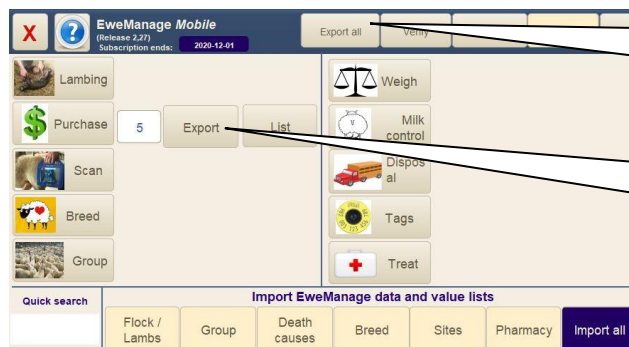 X
?
EweManage Mobile
(Release 2,27)
Subscription ends: 2020-12-01
Export all
Verify
Lambing
Purchase
5
Export
List
Scan
Breed
Group
Weigh
Milk
control
Dispos
al
Tags
Treat
Quick search
Import EweManage data and value lists
Flock /
Lambs
Group
Death
causes
Breed
Sites
Pharmacy
Import all